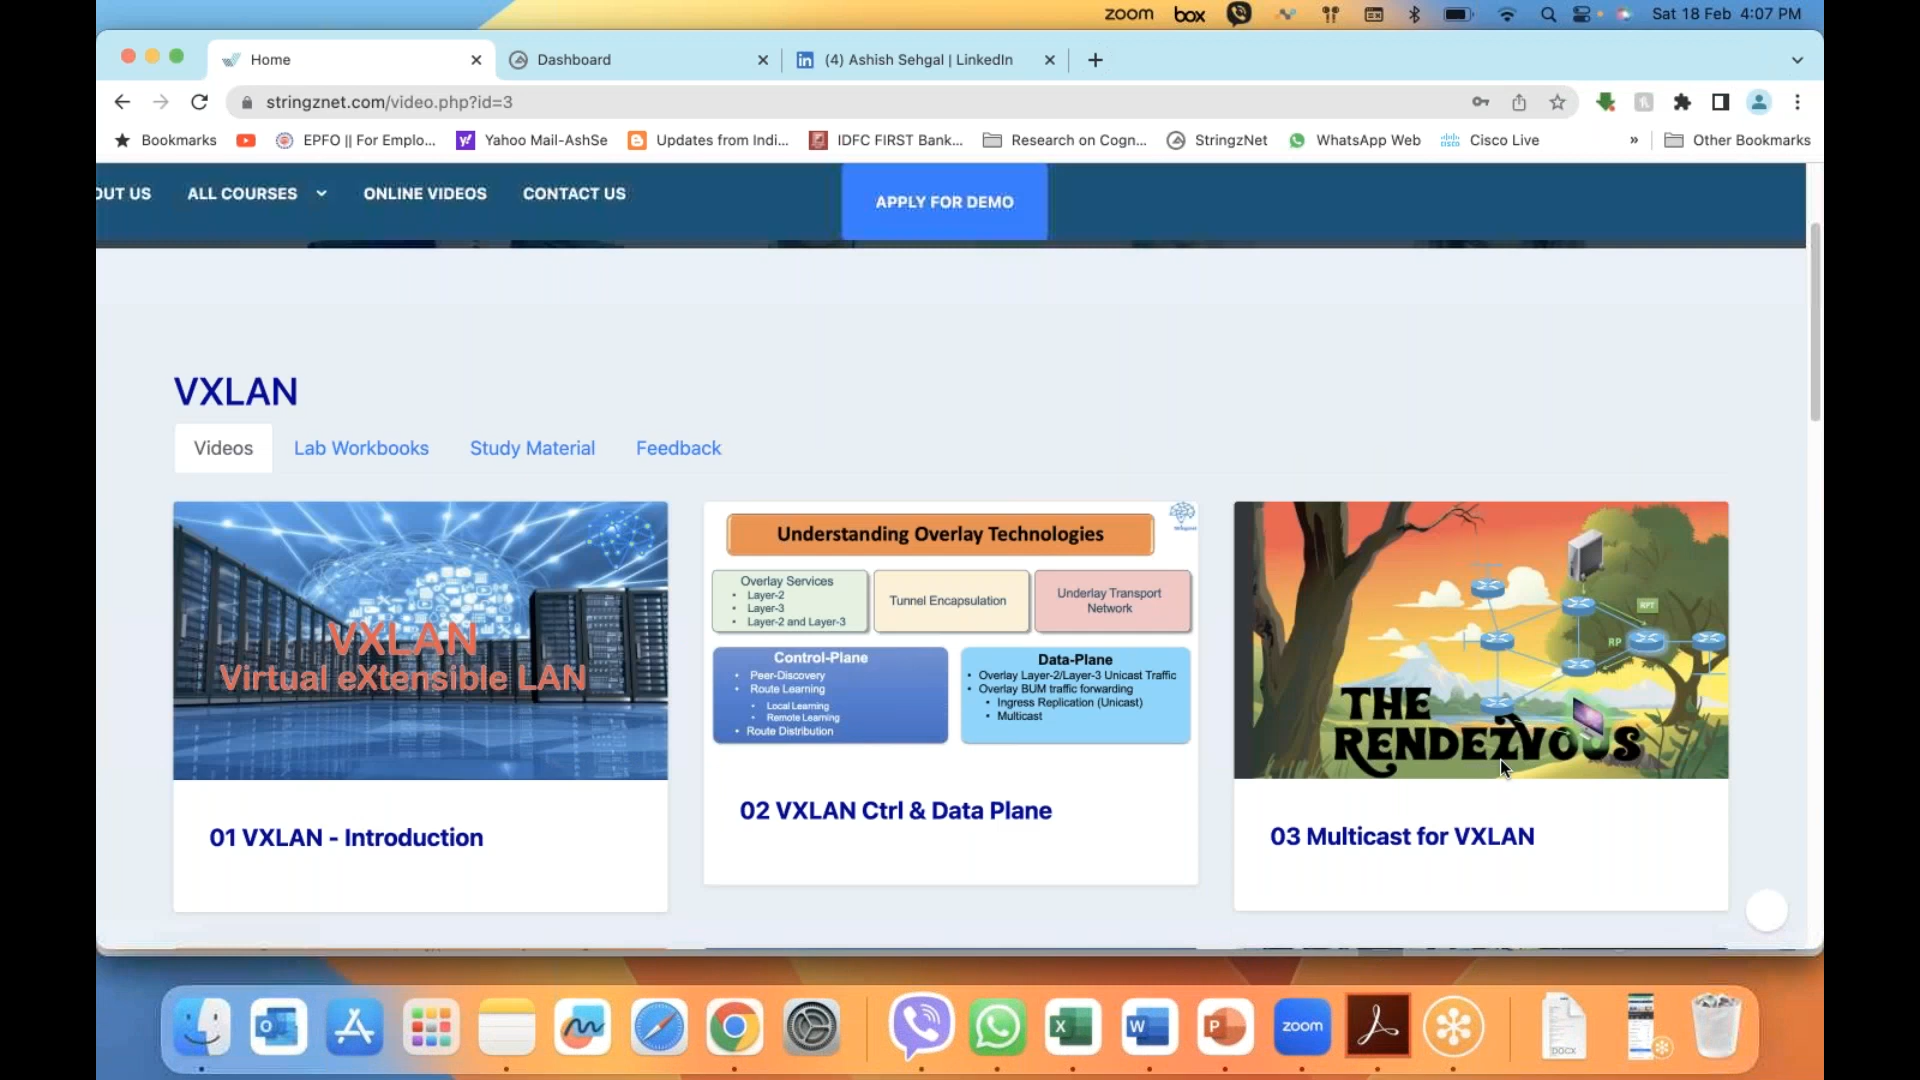 zoom box Sat 18 Feb 4:07 PM
Home Dashboard (4) Ashish Sehgal | LinkedIn
stringznet.com/video.php?id=3
Bookmarks EPFO || For Emplo... Yahoo Mail-AshSe Updates from Indi... IDFC FIRST Bank... Research on Cogn... StringzNet WhatsApp Web Cisco Live » Other Bookmarks
OUT US ALL COURSES ONLINE VIDEOS CONTACT US APPLY FOR DEMO
VXLAN
Videos Lab Workbooks Study Material Feedback
VXLAN
Virtual eXtensible LAN
01 VXLAN - Introduction
Understanding Overlay Technologies
Overlay Services
• Layer-2
• Layer-3
• Layer-2 and Layer-3
Tunnel Encapsulation
Underlay Transport
Network
Control-Plane
• Peer-Discovery
• Route Learning
• Local Learning
• Remote Learning
• Route Distribution
Data-Plane
• Overlay Layer-2/Layer-3 Unicast Traffic
• Overlay BUM traffic forwarding
• Ingress Replication (Unicast)
• Multicast
02 VXLAN Ctrl & Data Plane
RPT
RP
THE
RENDEZVOUS
03 Multicast for VXLAN
W P zoom
DOCX